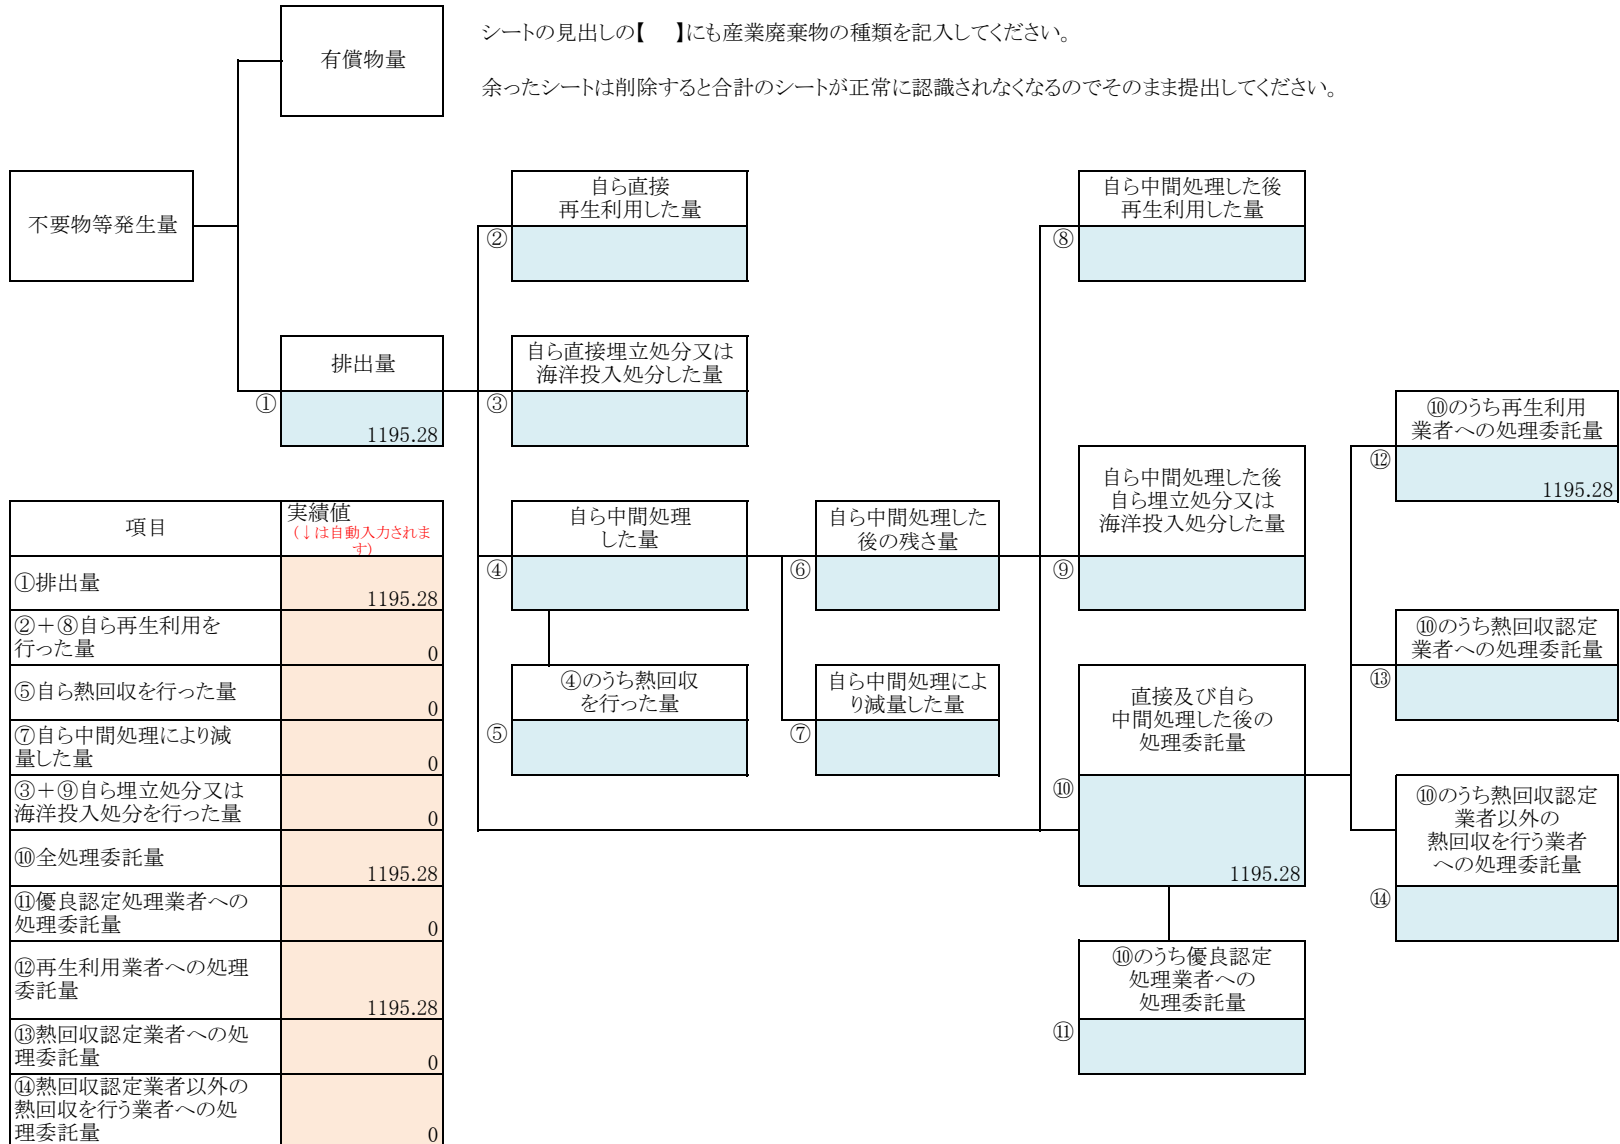 有償物量
シートの見出しの【　】にも産業廃棄物の種類を記入してください。
余ったシートは削除すると合計のシートが正常に認識されなくなるのでそのまま提出してください。
不要物等発生量
自ら直接
再生利用した量
②
自ら中間処理した後
再生利用した量
⑧
排出量
①
1195.28
自ら直接埋立処分又は
海洋投入処分した量
③
⑩のうち再生利用
業者への処理委託量
⑫
1195.28
自ら中間処理
した量
④
自ら中間処理した
後の残さ量
⑥
自ら中間処理した後
自ら埋立処分又は
海洋投入処分した量
⑨
⑩のうち熱回収認定
業者への処理委託量
⑬
④のうち熱回収
を行った量
⑤
自ら中間処理によ
り減量した量
⑦
直接及び自ら
中間処理した後の
処理委託量
⑩
1195.28
⑩のうち熱回収認定
業者以外の
熱回収を行う業者
への処理委託量
⑭
⑩のうち優良認定
処理業者への
処理委託量
⑪
項目
実績値
(↓は自動入力されま
す)
①排出量
1195.28
②+⑧自ら再生利用を
行った量
0
⑤自ら熱回収を行った量
0
⑦自ら中間処理により減
量した量
0
③+⑨自ら埋立処分又は
海洋投入処分を行った量
0
⑩全処理委託量
1195.28
⑪優良認定処理業者への
処理委託量
0
⑫再生利用業者への処理
委託量
1195.28
⑬熱回収認定業者への処
理委託量
0
⑭熱回収認定業者以外の
熱回収を行う業者への処
理委託量
0